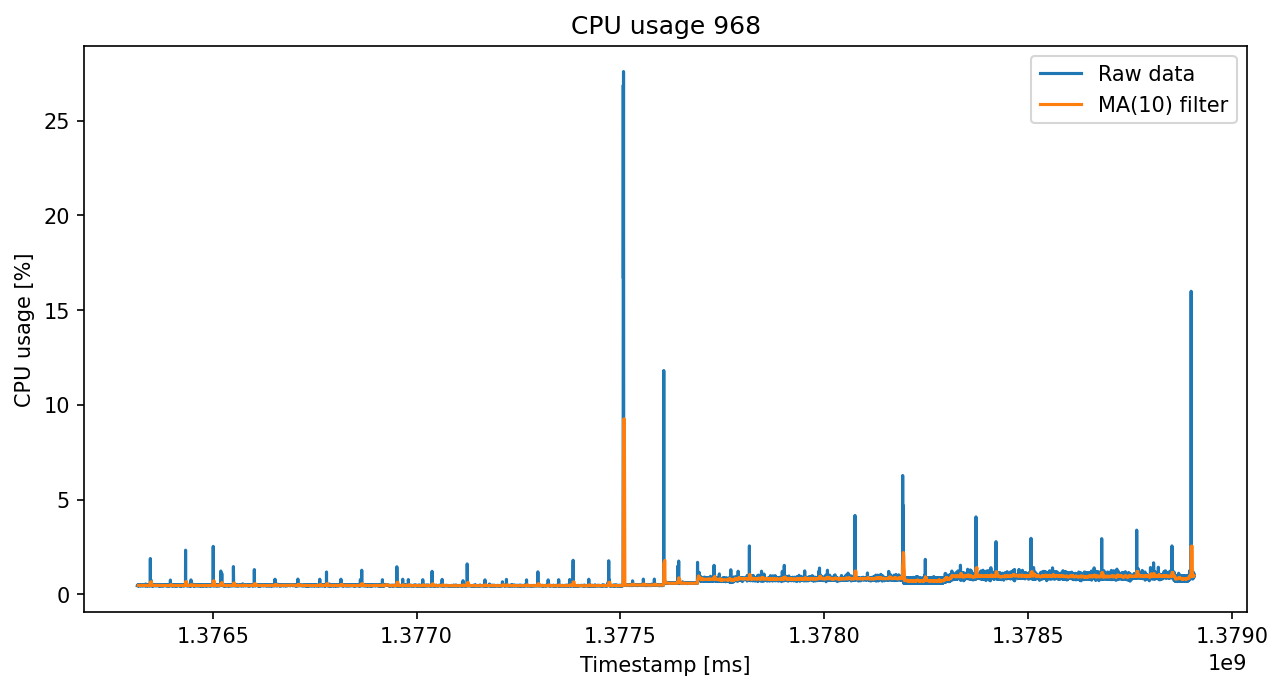 CPU usage 968
Raw data
MA(10) filter
CPU usage [%]
25
20
15
10
5
0
1.3765 1.3770 1.3775 1.3780 1.3785 1.3790
1e9
Timestamp [ms]